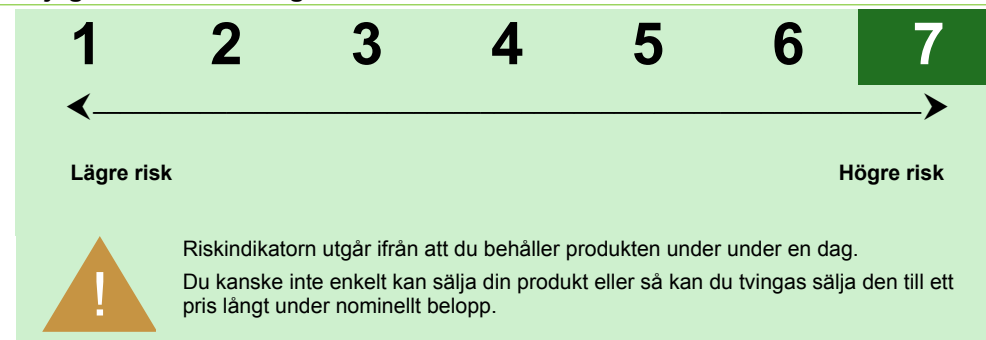 1 2 3 4 5 6 7
Lägre risk Högre risk
Riskindikatorn utgår ifrån att du behåller produkten under under en dag.
! Du kanske inte enkelt kan sälja din produkt eller så kan du tvingas sälja den till ett
pris långt under nominellt belopp.